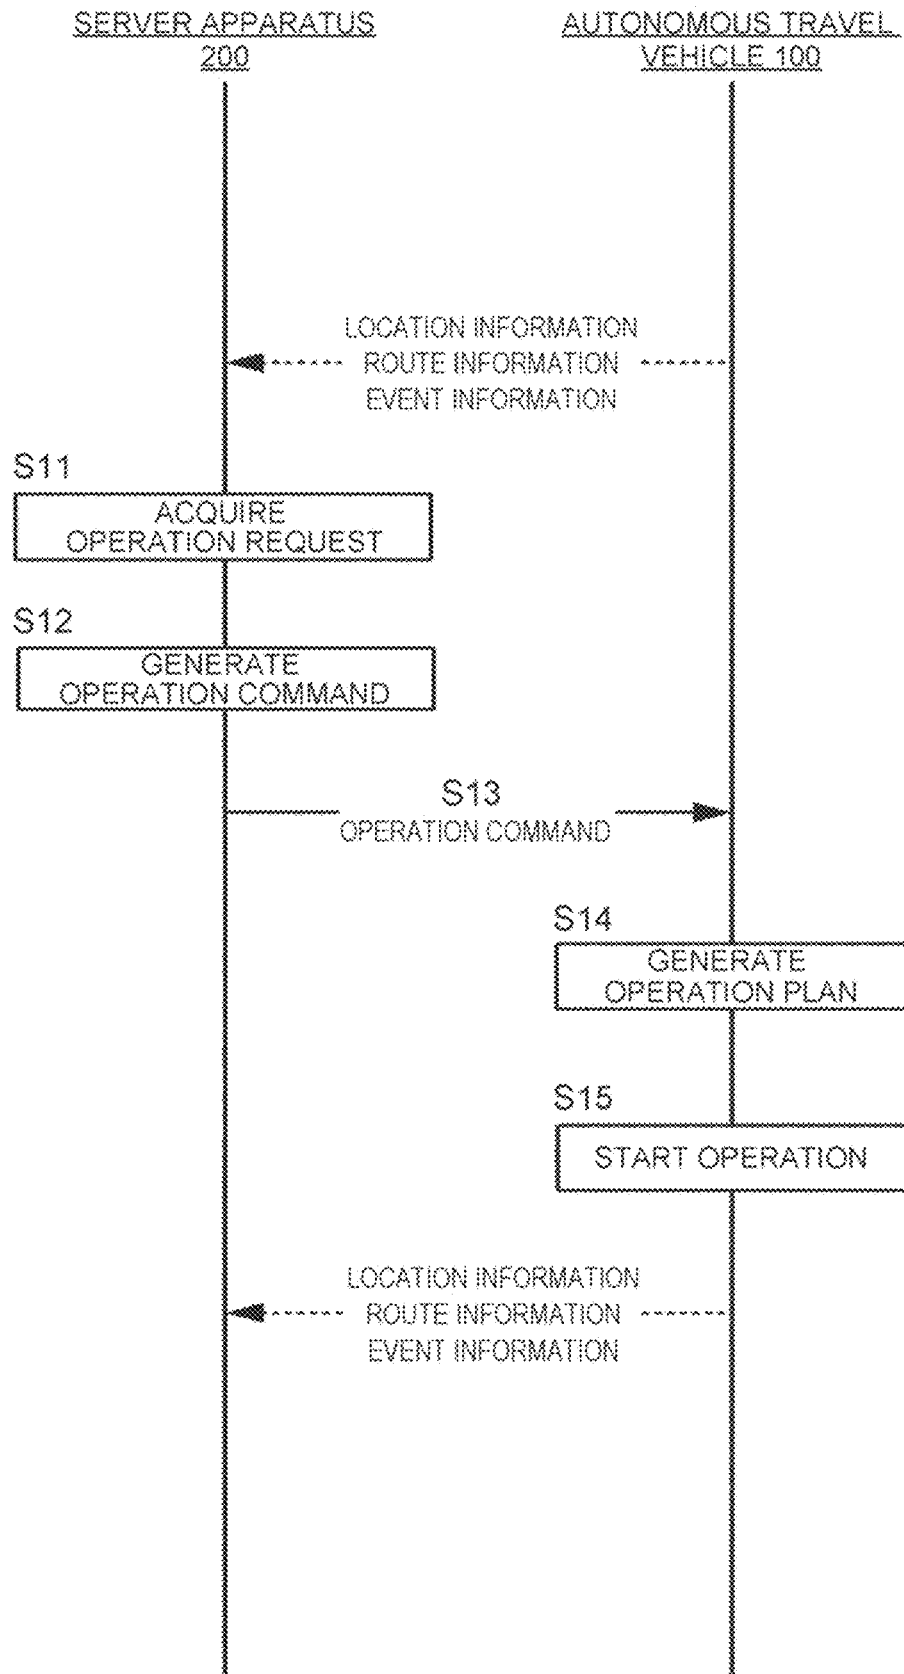 SERVER APPARATUS
200
AUTONOMOUS TRAVEL
VEHICLE 100
LOCATION INFORMATION
ROUTE INFORMATION
EVENT INFORMATION
S11
ACQUIRE
OPERATION REQUEST
S12
GENERATE
OPERATION COMMAND
S13
OPERATION COMMAND
S14
GENERATE
OPERATION PLAN
S15
START OPERATION
LOCATION INFORMATION
ROUTE INFORMATION
EVENT INFORMATION